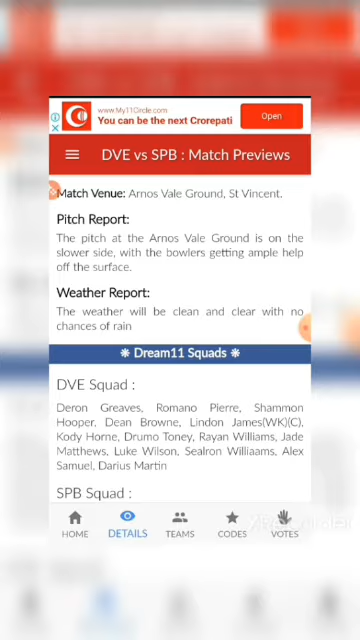 www.My11Circle.com
You can be the next Crorepati
Open
DVE vs SPB : Match Previews
Match Venue: Arnos Vale Ground, St Vincent.
Pitch Report:
The pitch at the Arnos Vale Ground is on the
slower side, with the bowlers getting ample help
off the surface.
Weather Report:
The weather will be clean and clear with no
chances of rain
❋ Dream11 Squads ❋
DVE Squad :
Deron Greaves, Romano Pierre, Shammon
Hooper, Dean Browne, Lindon James(WK)(C),
Kody Horne, Drumo Toney, Rayan Williams, Jade
Matthews, Luke Wilson, Sealron Williaams, Alex
Samuel, Darius Martin
SPB Squad :
HOME DETAILS TEAMS CODES VOTES